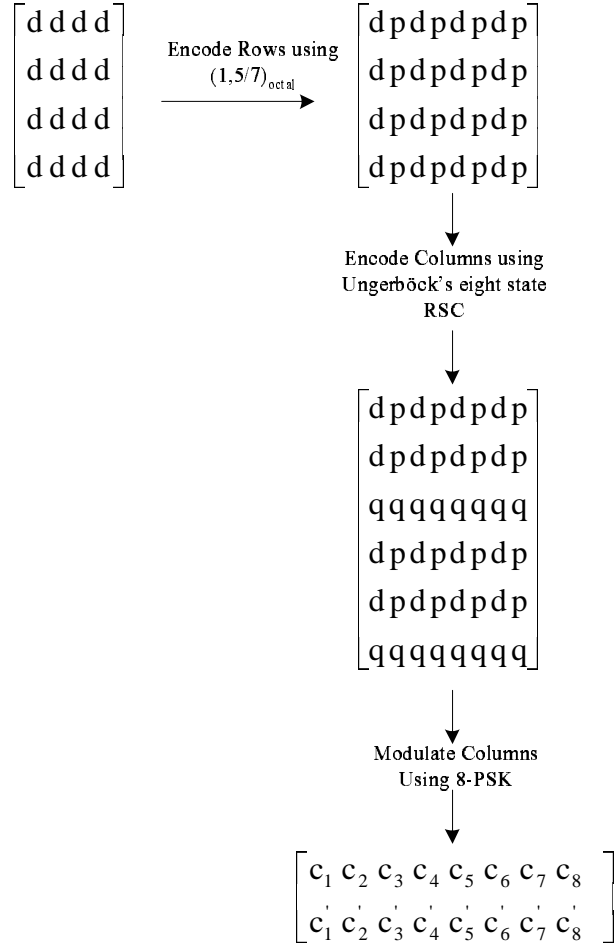 d d d d
d d d d
d d d d
d d d d
Encode Rows using
(1,5/7)octal
d p d p d p d p
d p d p d p d p
d p d p d p d p
d p d p d p d p
Encode Columns using
Ungerböck's eight state
RSC
d p d p d p d p
d p d p d p d p
q q q q q q q q
d p d p d p d p
d p d p d p d p
q q q q q q q q
Modulate Columns
Using 8-PSK
c1 c2 c3 c4 c5 c6 c7 c8
c'1 c'2 c'3 c'4 c'5 c'6 c'7 c'8